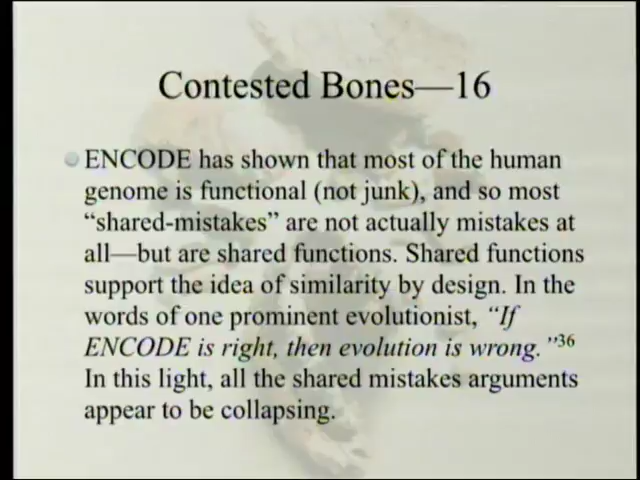 Contested Bones—16
ENCODE has shown that most of the human
genome is functional (not junk), and so most
“shared-mistakes” are not actually mistakes at
all—but are shared functions. Shared functions
support the idea of similarity by design. In the
words of one prominent evolutionist, “If
ENCODE is right, then evolution is wrong.”36
In this light, all the shared mistakes arguments
appear to be collapsing.